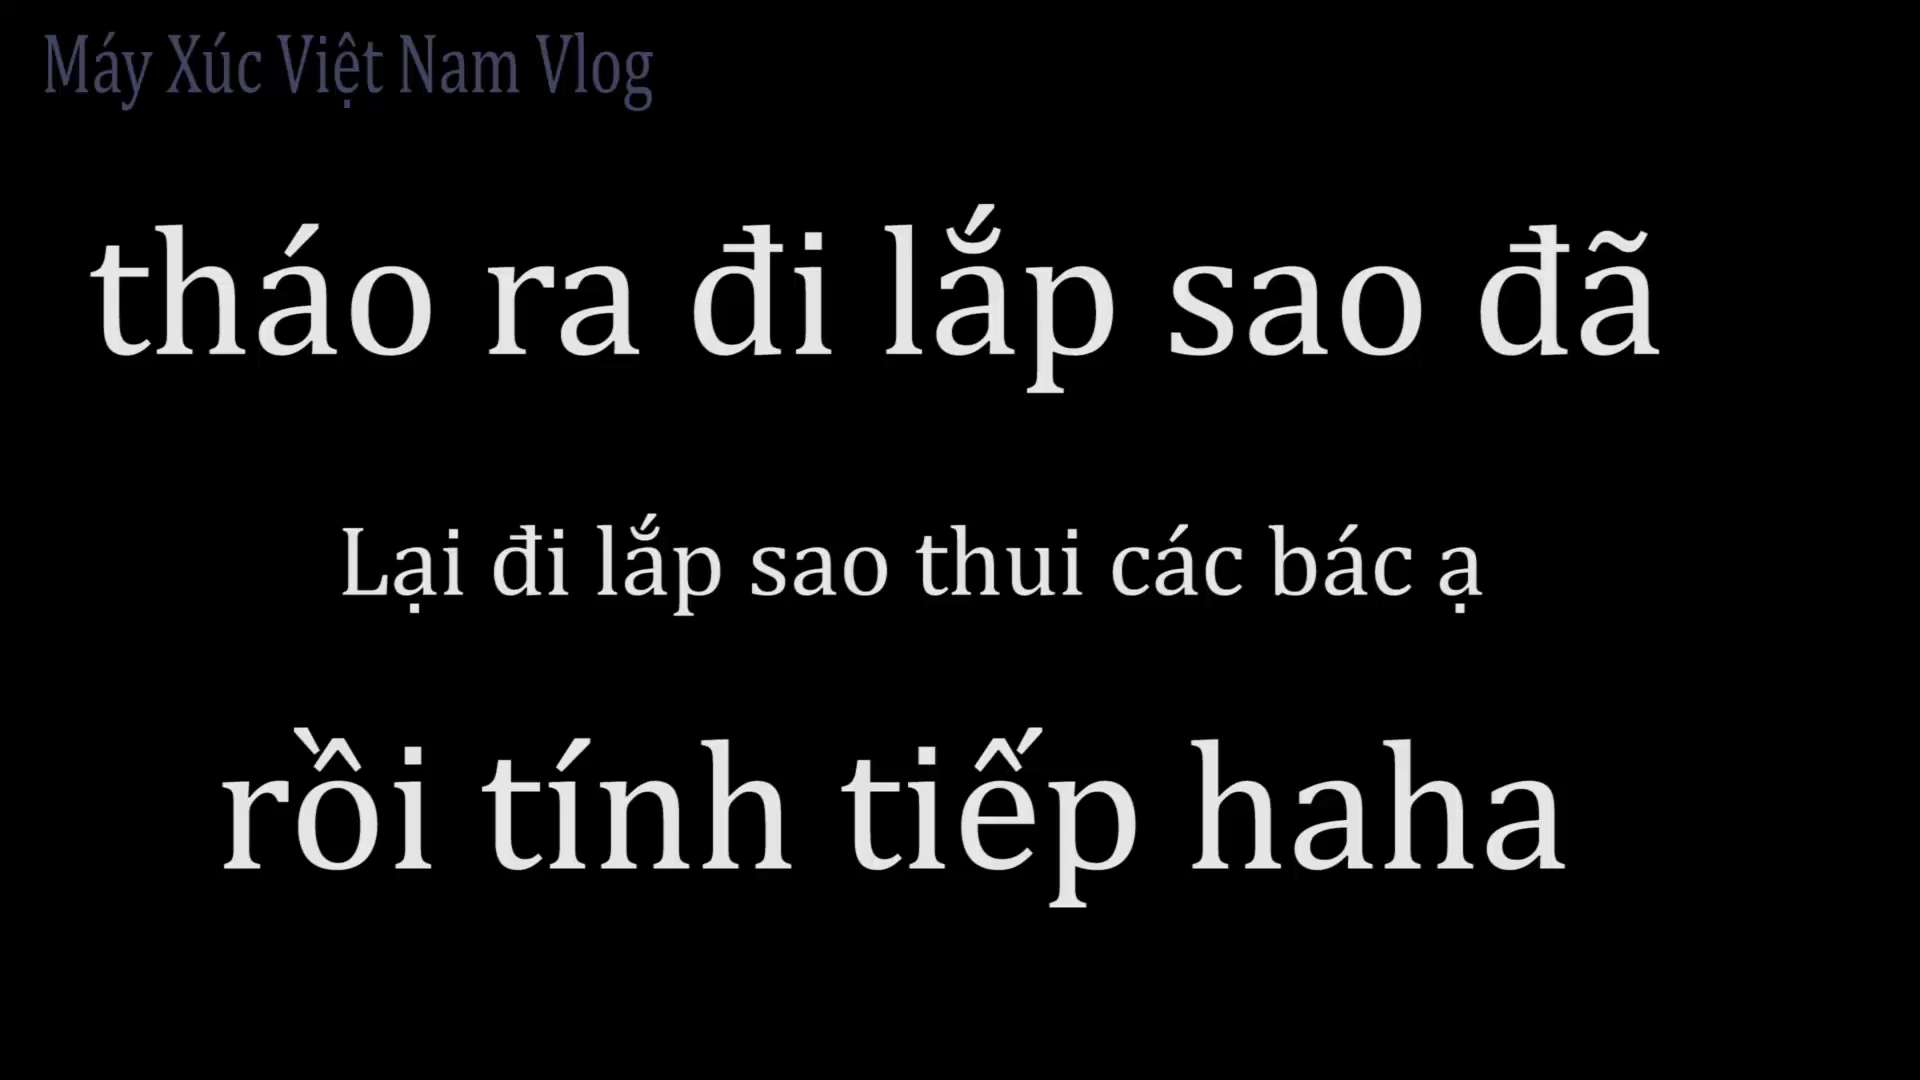 Máy Xúc Việt Nam Vlog
tháo ra đi lắp sao đã
Lại đi lắp sao thui các bác ạ
rồi tính tiếp haha